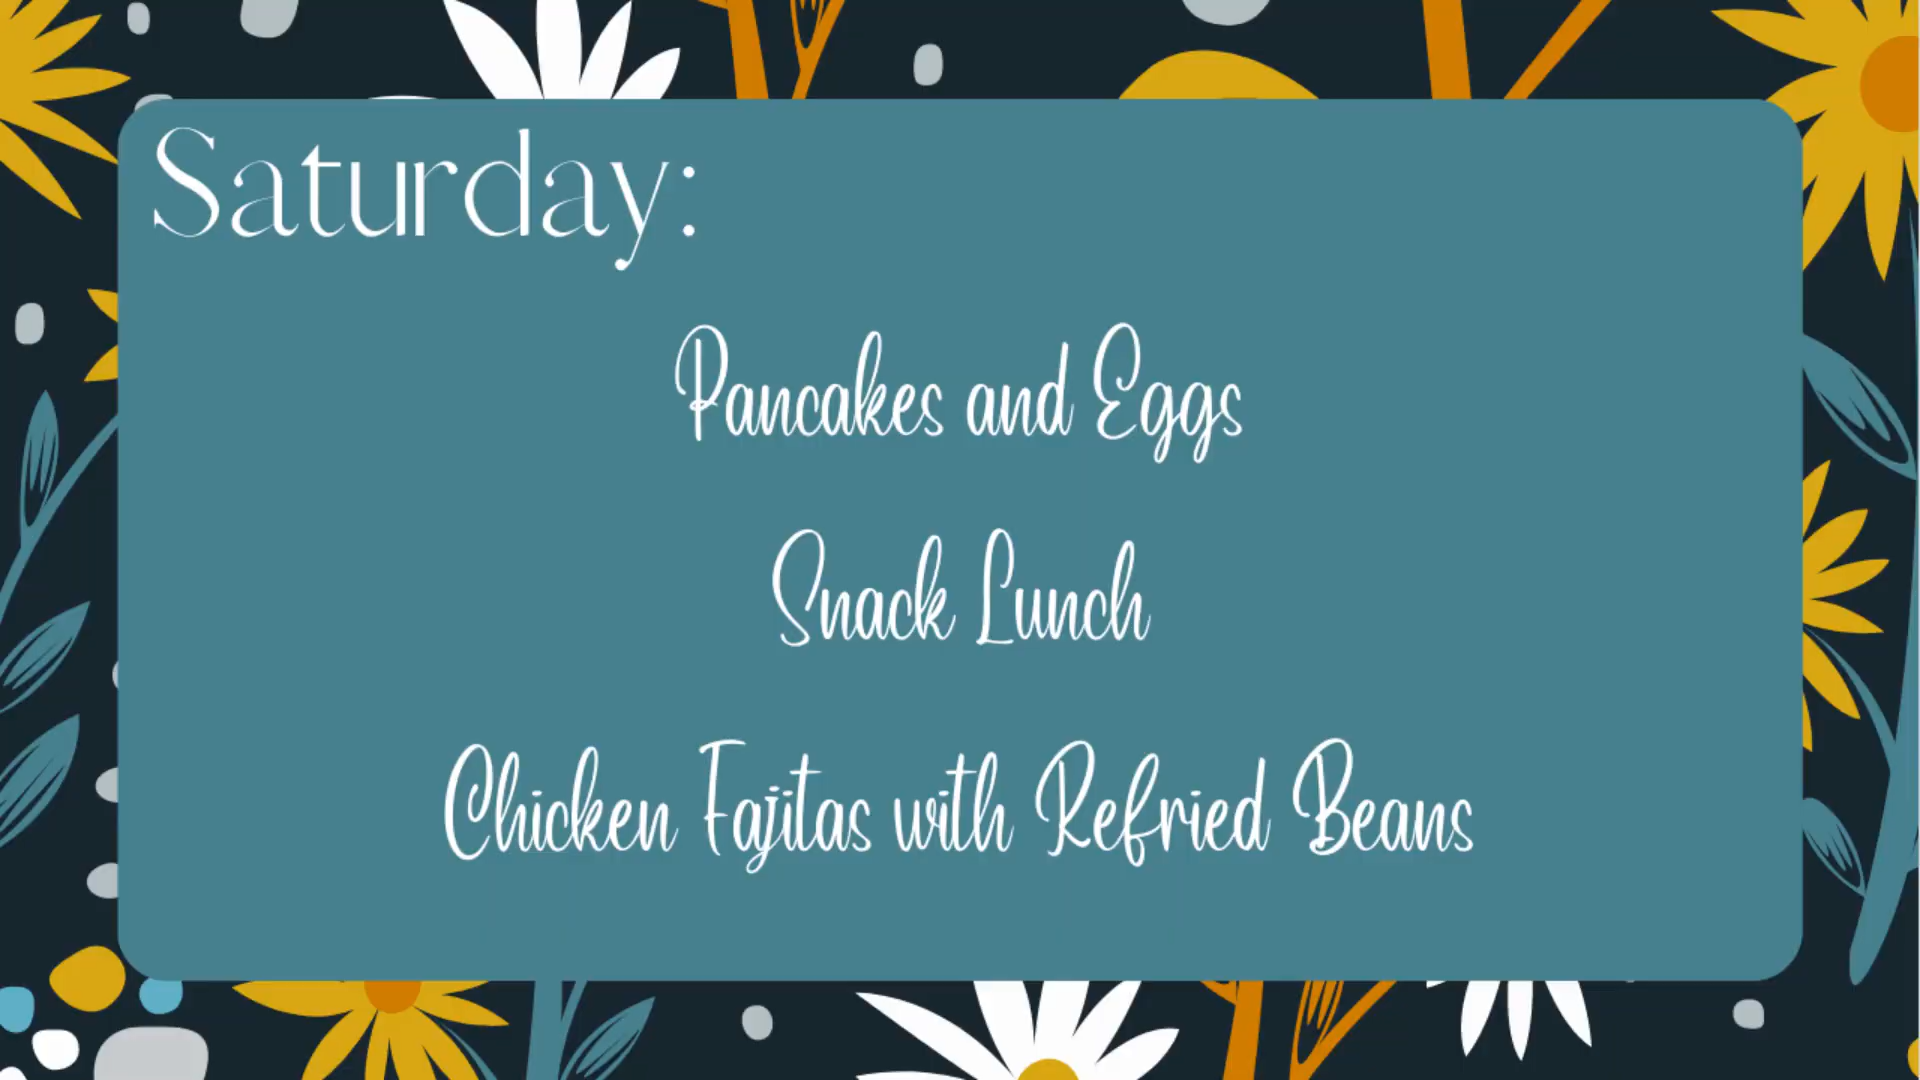 Saturday:
Pancakes and Eggs
Snack Lunch
Chicken Fajitas with Refried Beans